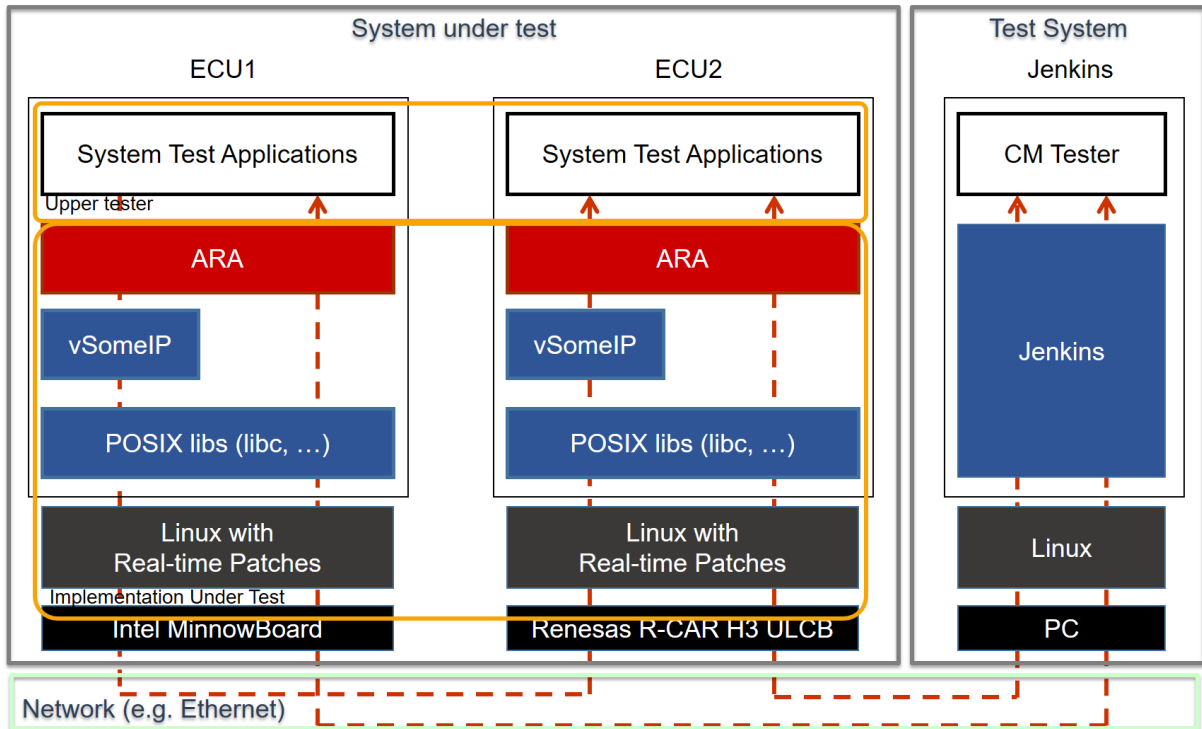 System under test
Test System
ECU1
ECU2
Jenkins
System Test Applications
System Test Applications
CM Tester
Upper tester
ARA
ARA
Jenkins
vSomeIP
vSomeIP
POSIX libs (libc, …)
POSIX libs (libc, …)
Linux with
Real-time Patches
Linux with
Real-time Patches
Linux
Implementation Under Test
Intel MinnowBoard
Renesas R-CAR H3 ULCB
PC
Network (e.g. Ethernet)